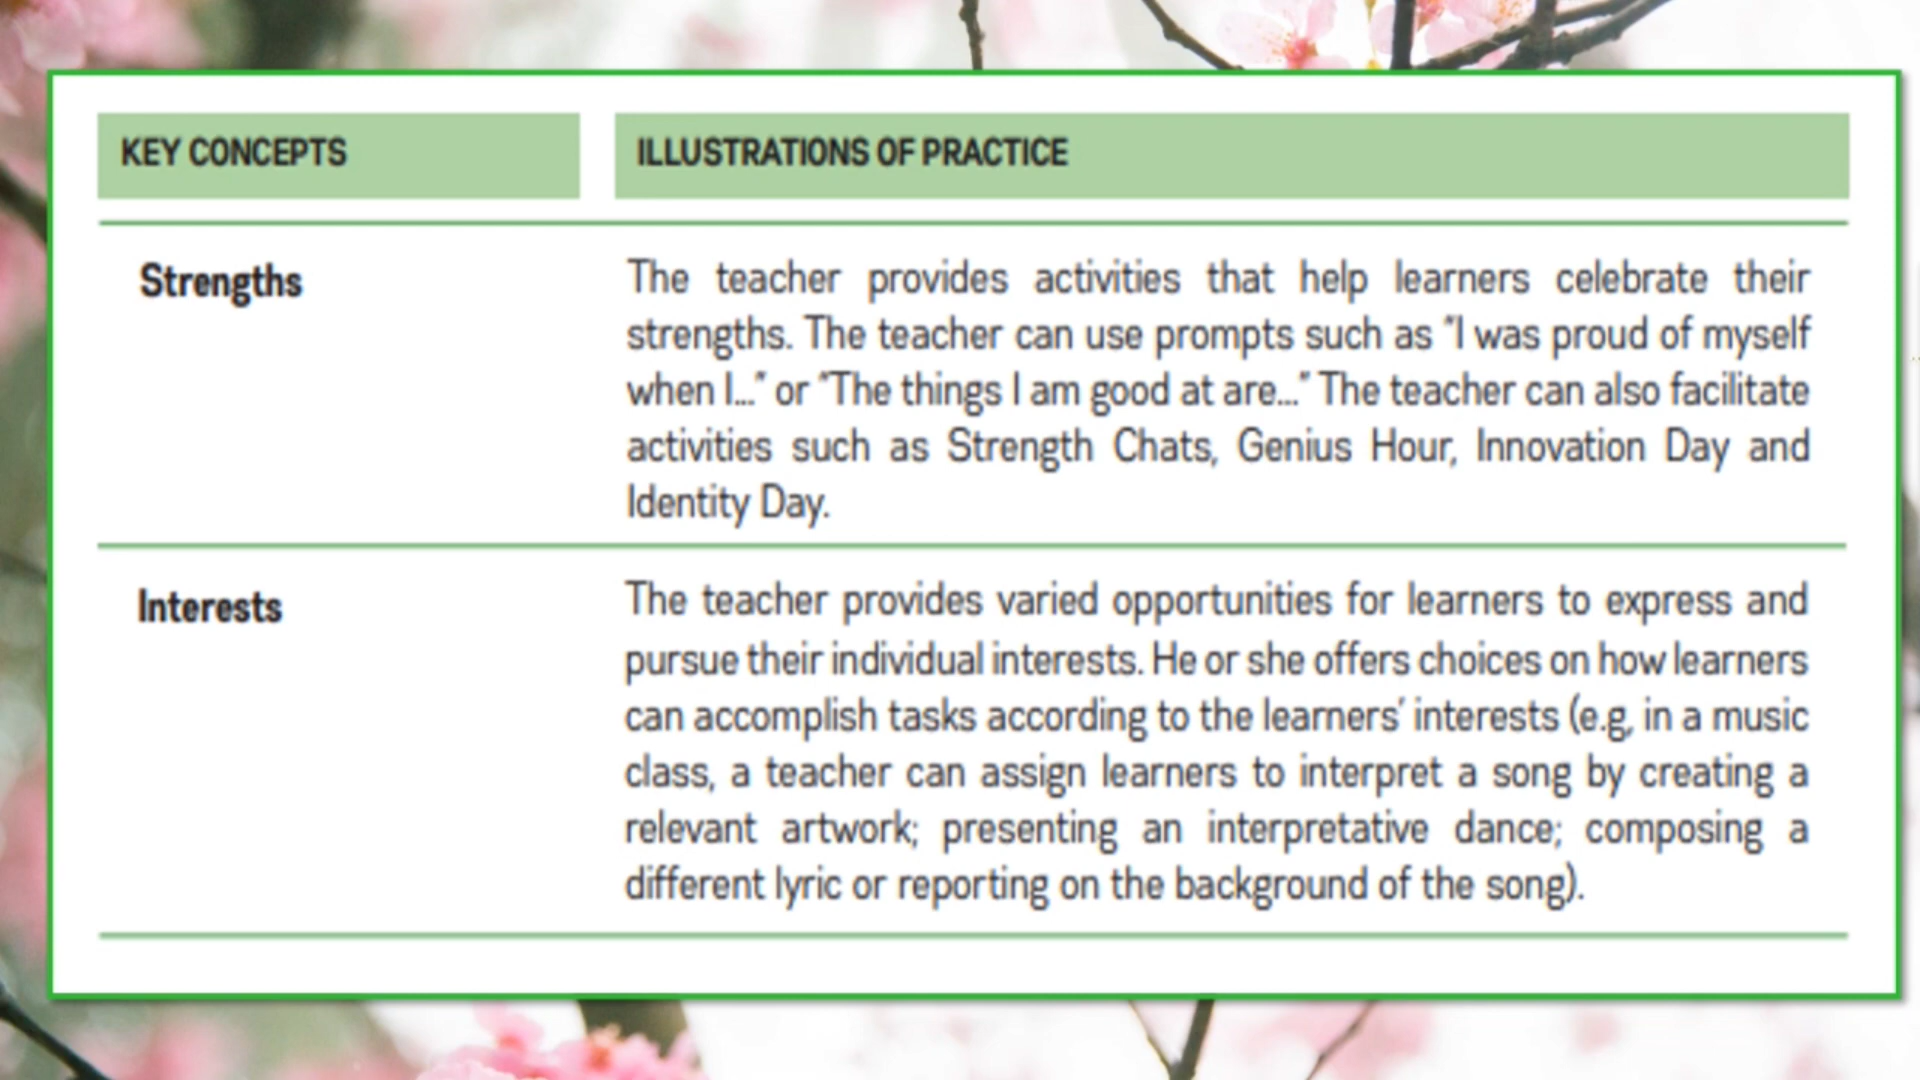 KEY CONCEPTS
ILLUSTRATIONS OF PRACTICE
Strengths
The teacher provides activities that help learners celebrate their
strengths. The teacher can use prompts such as "I was proud of myself
when I..." or "The things I am good at are..." The teacher can also facilitate
activities such as Strength Chats, Genius Hour, Innovation Day and
Identity Day.
Interests
The teacher provides varied opportunities for learners to express and
pursue their individual interests. He or she offers choices on how learners
can accomplish tasks according to the learners' interests (e.g, in a music
class, a teacher can assign learners to interpret a song by creating a
relevant artwork; presenting an interpretative dance; composing a
different lyric or reporting on the background of the song).